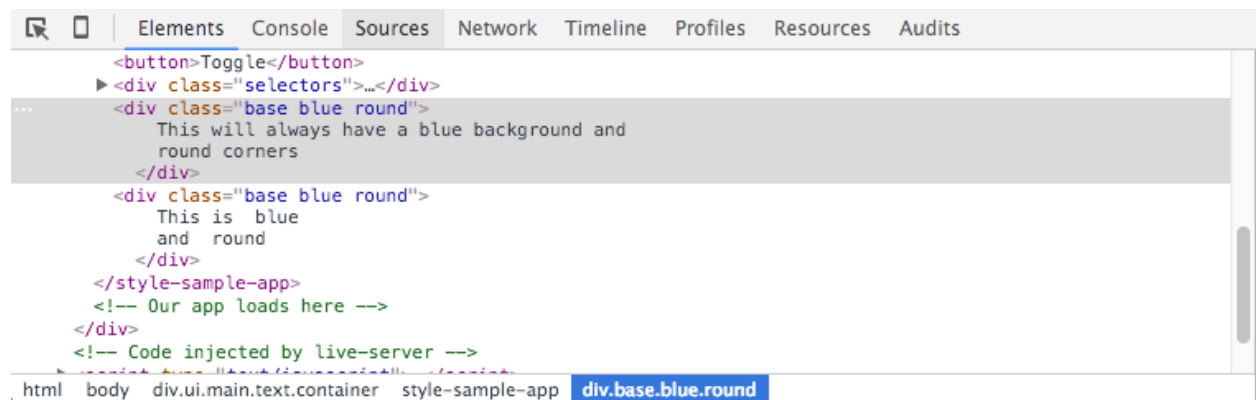 Elements Console Sources Network Timeline Profiles Resources Audits
<button>Toggle</button>
▶<div class="selectors">…</div>
<div class="base blue round">
This will always have a blue background and
round corners
</div>
<div class="base blue round">
This is  blue
and  round
</div>
</style-sample-app>
<!-- Our app loads here -->
</div>
<!-- Code injected by live-server -->
html body div.ui.main.text.container style-sample-app div.base.blue.round